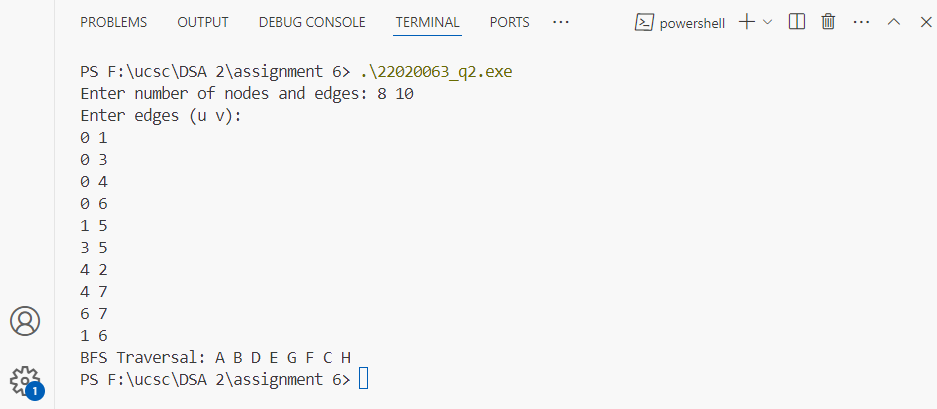 PROBLEMS OUTPUT DEBUG CONSOLE TERMINAL PORTS ··· powershell ···
PS F:\ucsc\DSA 2\assignment 6> .\22020063_q2.exe
Enter number of nodes and edges: 8 10
Enter edges (u v):
0 1
0 3
0 4
0 6
1 5
3 5
4 2
4 7
6 7
1 6
BFS Traversal: A B D E G F C H
PS F:\ucsc\DSA 2\assignment 6>
1